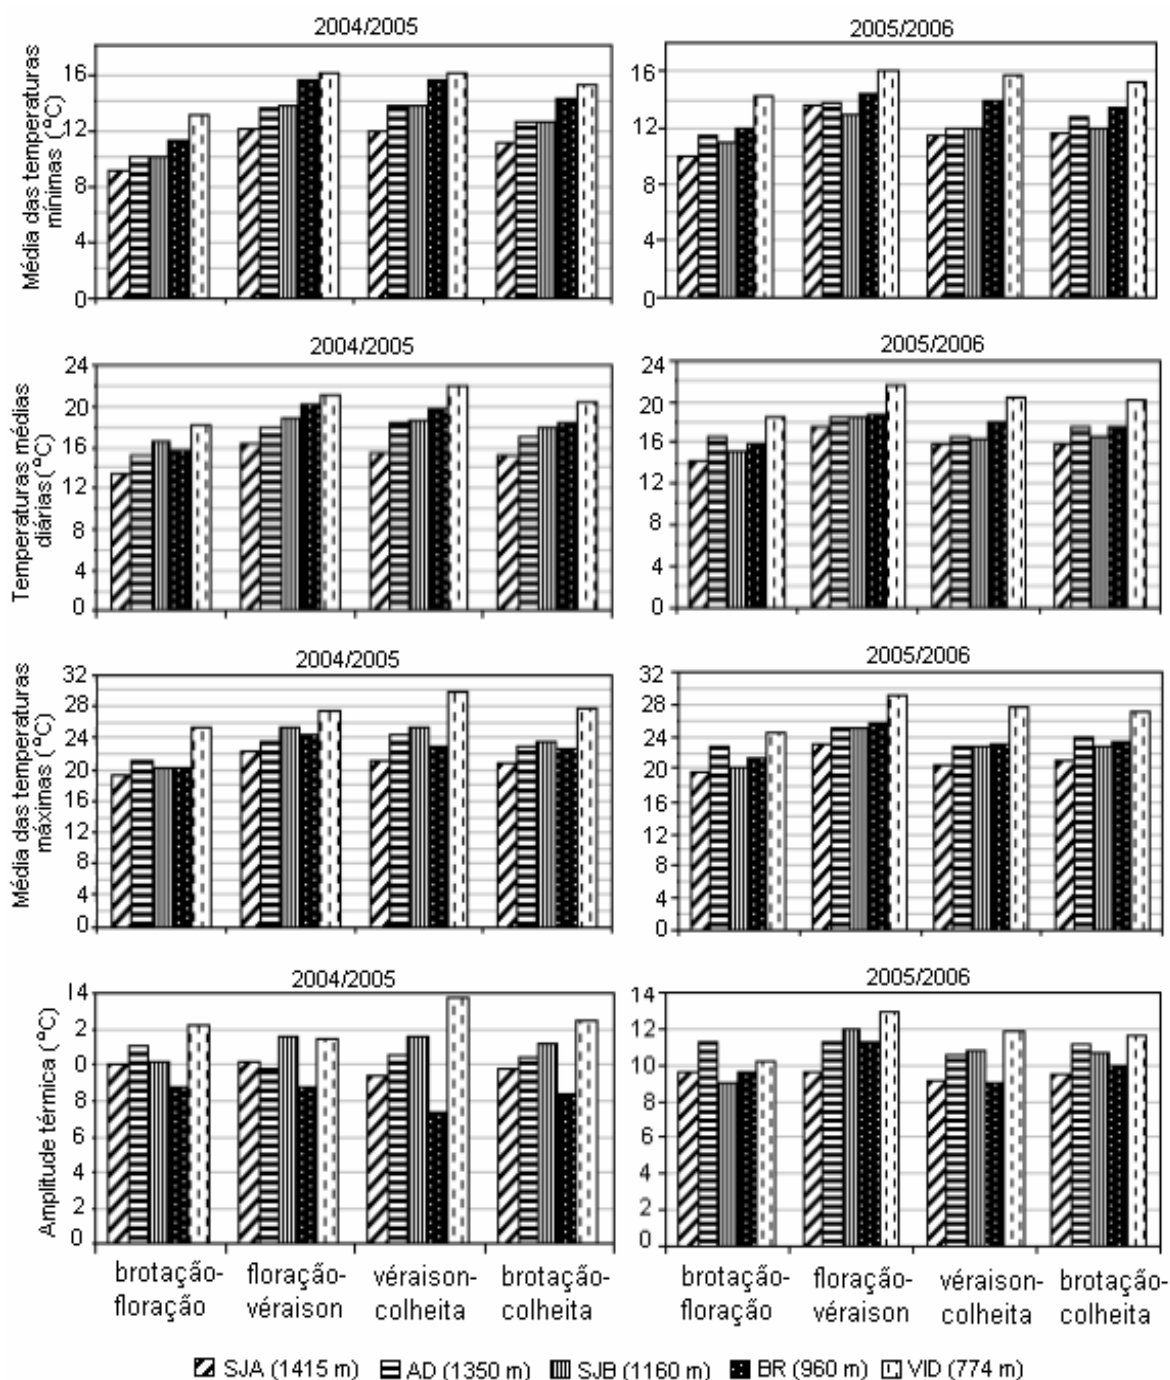 2004/2005
2005/2006
Média das temperaturas
mínimas (°C)
16
12
8
4
0
16
12
8
4
0
2004/2005
2005/2006
Temperaturas médias
diárias (°C)
24
20
16
12
8
4
0
24
20
16
12
8
4
0
2004/2005
2005/2006
Média das temperaturas
máximas (°C)
32
28
24
20
16
12
8
4
0
32
28
24
20
16
12
8
4
0
2004/2005
2005/2006
Amplitude térmica (°C)
14
2
0
8
6
4
2
0
14
12
10
8
6
4
2
0
brotação-
floração
floração-
véraison
véraison-
colheita
brotação-
colheita
brotação-
floração
floração-
véraison
véraison-
colheita
brotação-
colheita
SJA (1415 m) AD (1350 m) SJB (1160 m) BR (960 m) VID (774 m)